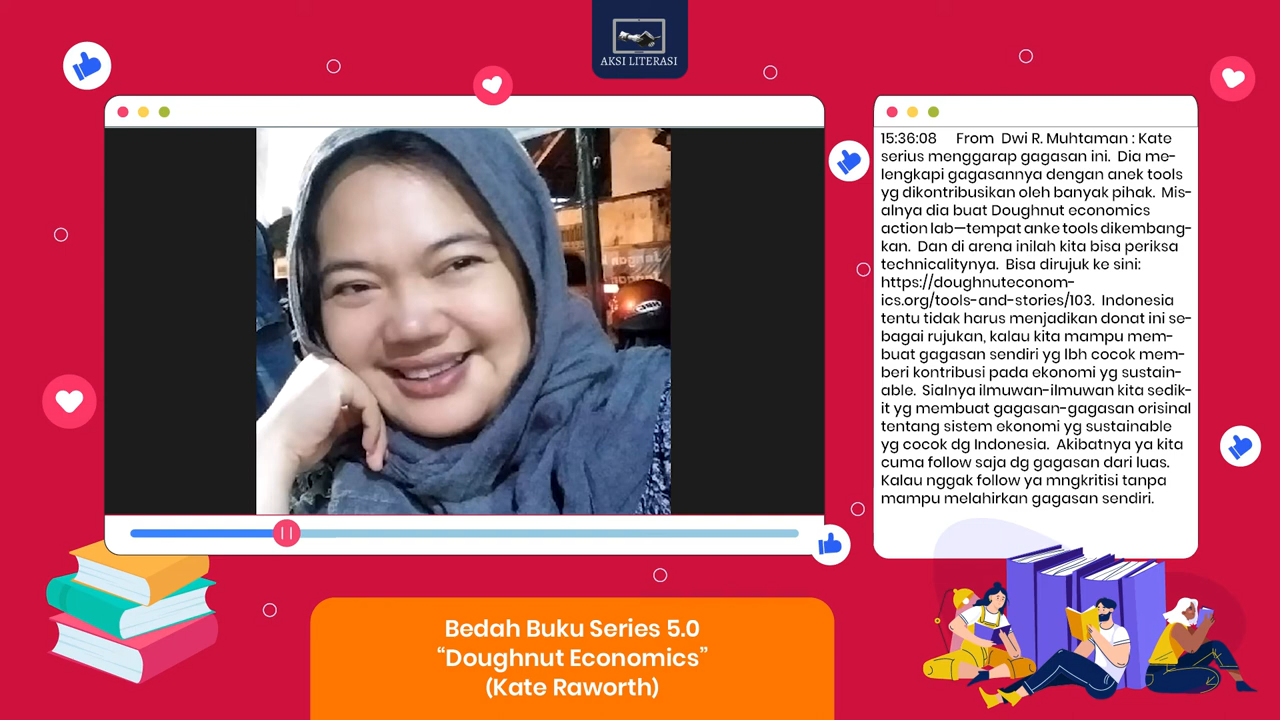 AKSI LITERASI
15:36:08 From Dwi R. Muhtaman : Kate
serius menggarap gagasan ini. Dia me-
lengkapi gagasannya dengan anek tools
yg dikontribusikan oleh banyak pihak. Mis-
alnya dia buat Doughnut economics
action lab—tempat anke tools dikembang-
kan. Dan di arena inilah kita bisa periksa
technicalitynya. Bisa dirujuk ke sini:
https://doughnuteconom-
ics.org/tools-and-stories/103. Indonesia
tentu tidak harus menjadikan donat ini se-
bagai rujukan, kalau kita mampu mem-
buat gagasan sendiri yg lbh cocok mem-
beri kontribusi pada ekonomi yg sustain-
able. Sialnya ilmuwan-ilmuwan kita sedik-
it yg membuat gagasan-gagasan orisinal
tentang sistem ekonomi yg sustainable
yg cocok dg Indonesia. Akibatnya ya kita
cuma follow saja dg gagasan dari luas.
Kalau nggak follow ya mngkritisi tanpa
mampu melahirkan gagasan sendiri.
Bedah Buku Series 5.0
“Doughnut Economics”
(Kate Raworth)